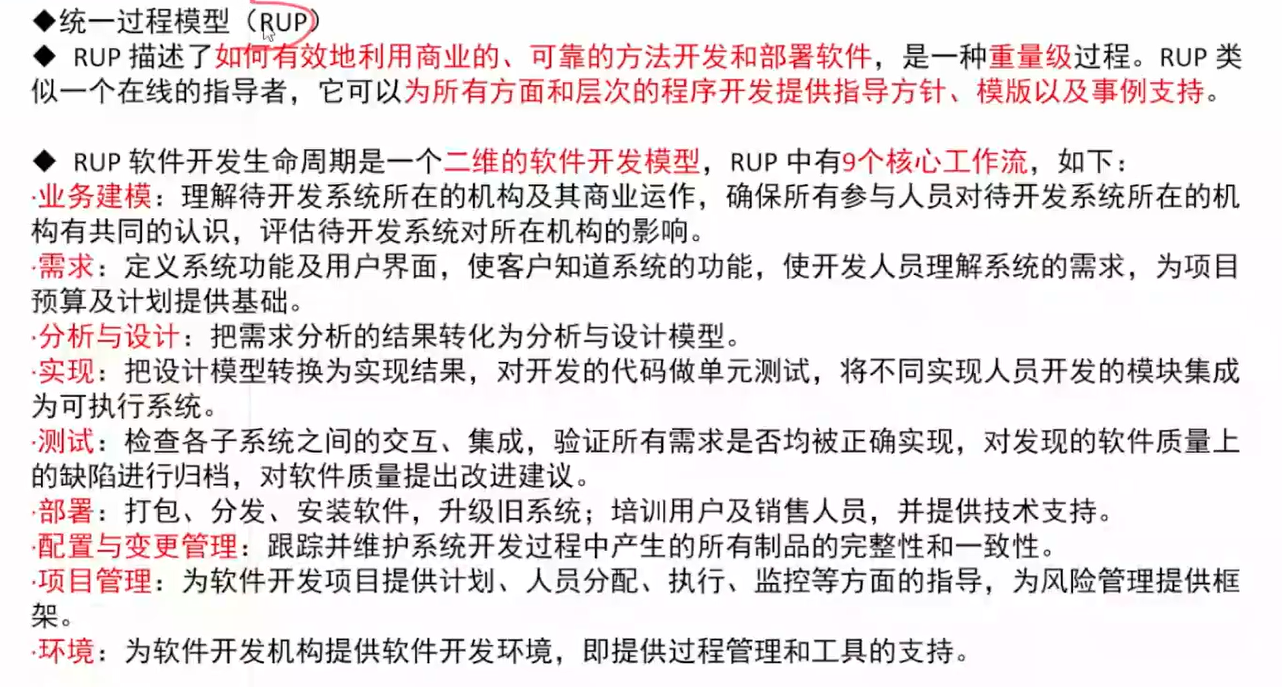 ◆统一过程模型（RUP）
◆ RUP 描述了如何有效地利用商业的、可靠的方法开发和部署软件，是一种重量级过程。RUP 类
似一个在线的指导者，它可以为所有方面和层次的程序开发提供指导方针、模版以及事例支持。
◆ RUP 软件开发生命周期是一个二维的软件开发模型，RUP 中有9个核心工作流，如下：
·业务建模：理解待开发系统所在的机构及其商业运作，确保所有参与人员对待开发系统所在的机
构有共同的认识，评估待开发系统对所在机构的影响。
·需求：定义系统功能及用户界面，使客户知道系统的功能，使开发人员理解系统的需求，为项目
预算及计划提供基础。
·分析与设计：把需求分析的结果转化为分析与设计模型。
·实现：把设计模型转换为实现结果，对开发的代码做单元测试，将不同实现人员开发的模块集成
为可执行系统。
·测试：检查各子系统之间的交互、集成，验证所有需求是否均被正确实现，对发现的软件质量上
的缺陷进行归档，对软件质量提出改进建议。
·部署：打包、分发、安装软件，升级旧系统；培训用户及销售人员，并提供技术支持。
·配置与变更管理：跟踪并维护系统开发过程中产生的所有制品的完整性和一致性。
·项目管理：为软件开发项目提供计划、人员分配、执行、监控等方面的指导，为风险管理提供框
架。
·环境：为软件开发机构提供软件开发环境，即提供过程管理和工具的支持。